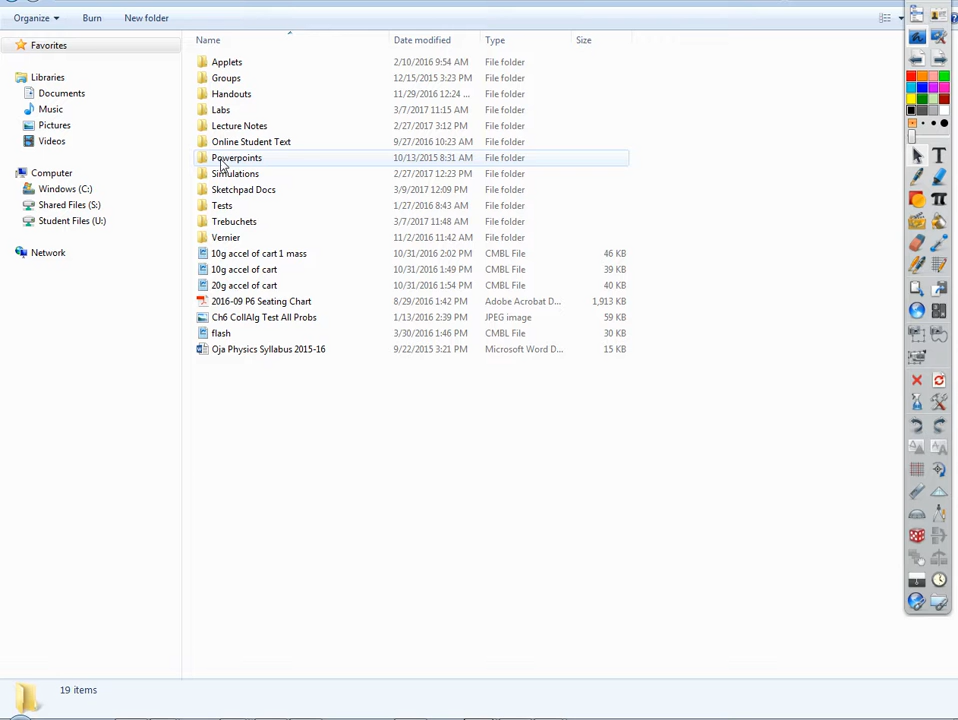 Organize Burn New folder
Name Date modified Type Size
Favorites
Libraries
Documents
Music
Pictures
Videos
Computer
Windows (C:)
Shared Files (S:)
Student Files (U:)
Network
Applets 2/10/2016 9:54 AM File folder
Groups 12/15/2015 3:23 PM File folder
Handouts 11/29/2016 12:24 ... File folder
Labs 3/7/2017 11:15 AM File folder
Lecture Notes 2/27/2017 3:12 PM File folder
Online Student Text 9/27/2016 10:23 AM File folder
Powerpoints 10/13/2015 8:31 AM File folder
Simulations 2/27/2017 12:23 PM File folder
Sketchpad Docs 3/9/2017 12:09 PM File folder
Tests 1/27/2016 8:43 AM File folder
Trebuchets 3/7/2017 11:48 AM File folder
Vernier 11/2/2016 11:42 AM File folder
10g accel of cart 1 mass 10/31/2016 2:02 PM CMBL File 46 KB
10g accel of cart 10/31/2016 1:49 PM CMBL File 39 KB
20g accel of cart 10/31/2016 1:54 PM CMBL File 40 KB
2016-09 P6 Seating Chart 8/29/2016 1:42 PM Adobe Acrobat D... 1,913 KB
Ch6 CollAlg Test All Probs 1/13/2016 2:39 PM JPEG image 59 KB
flash 3/30/2016 1:46 PM CMBL File 30 KB
Oja Physics Syllabus 2015-16 9/22/2015 3:21 PM Microsoft Word D... 15 KB
19 items